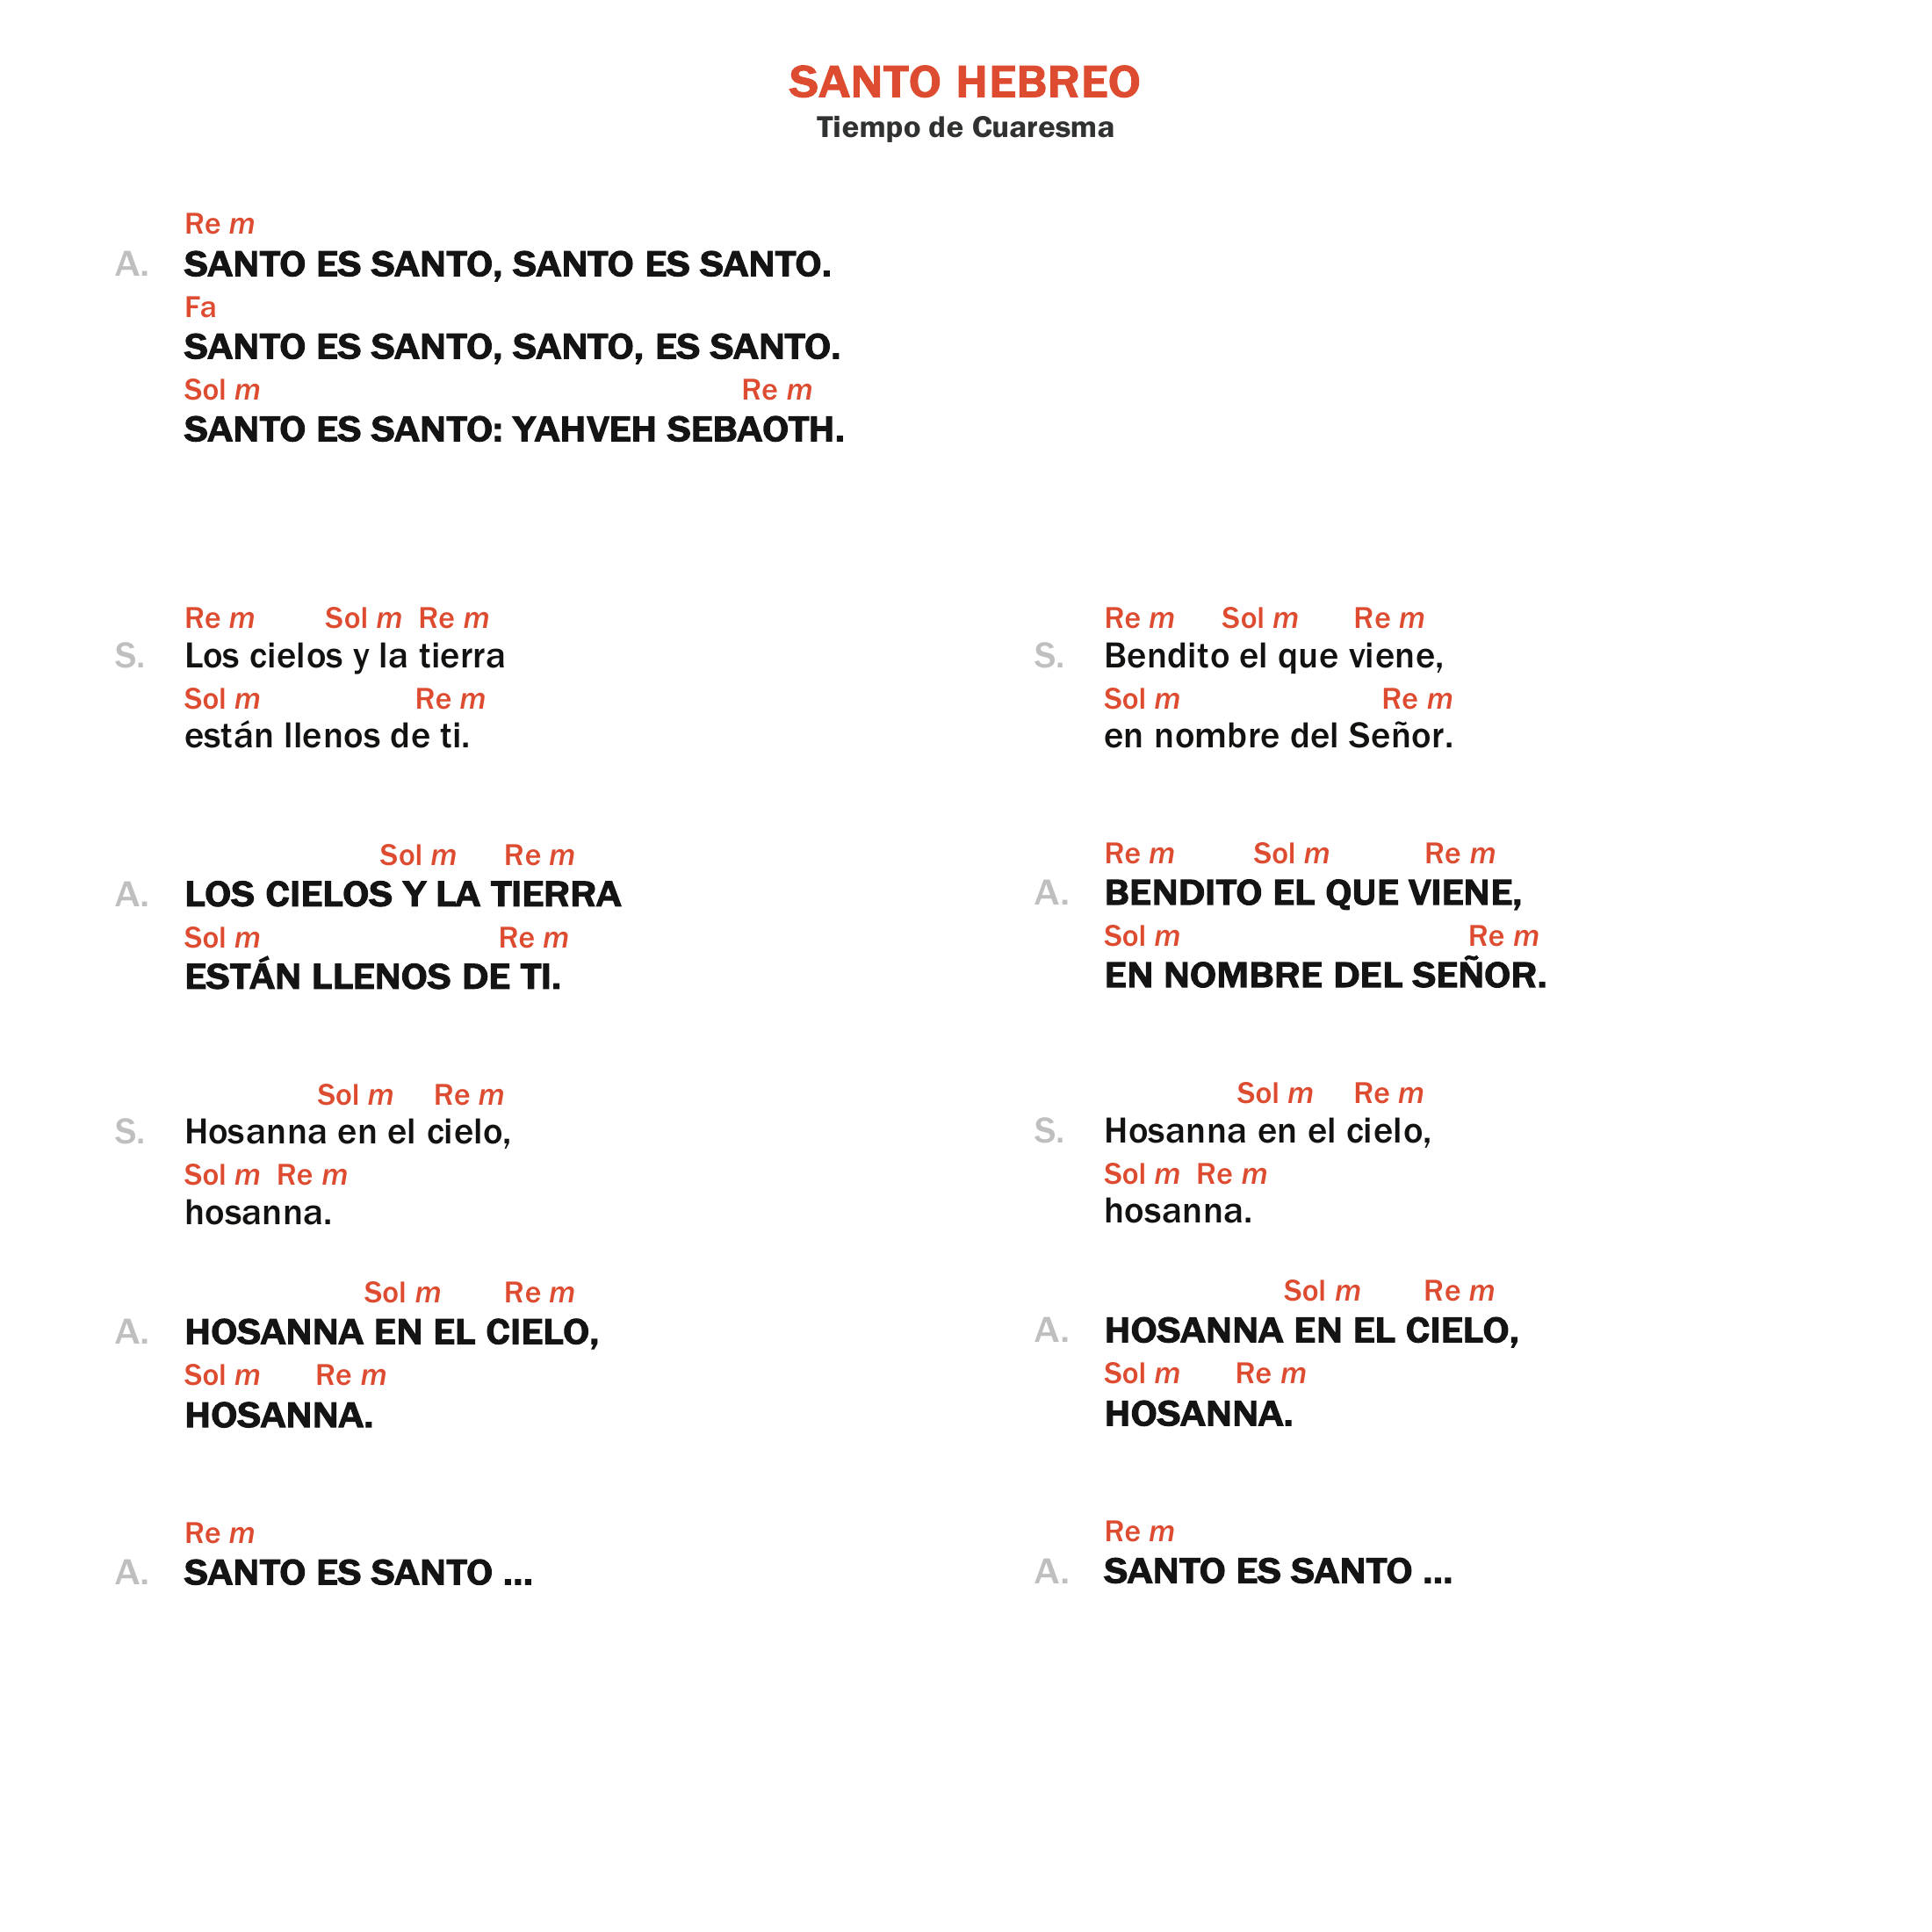 SANTO HEBREO
Tiempo de Cuaresma
Re m
A. SANTO ES SANTO, SANTO ES SANTO.
Fa
SANTO ES SANTO, SANTO, ES SANTO.
Sol m Re m
SANTO ES SANTO: YAHVEH SEBAOTH.
Re m Sol m Re m
S. Los cielos y la tierra
Sol m Re m
están llenos de ti.
Sol m Re m
A. LOS CIELOS Y LA TIERRA
Sol m Re m
ESTÁN LLENOS DE TI.
Sol m Re m
S. Hosanna en el cielo,
Sol m Re m
hosanna.
Sol m Re m
A. HOSANNA EN EL CIELO,
Sol m Re m
HOSANNA.
Re m
A. SANTO ES SANTO ...
Re m Sol m Re m
S. Bendito el que viene,
Sol m Re m
en nombre del Señor.
Re m Sol m Re m
A. BENDITO EL QUE VIENE,
Sol m Re m
EN NOMBRE DEL SEÑOR.
Sol m Re m
S. Hosanna en el cielo,
Sol m Re m
hosanna.
Sol m Re m
A. HOSANNA EN EL CIELO,
Sol m Re m
HOSANNA.
Re m
A. SANTO ES SANTO ...